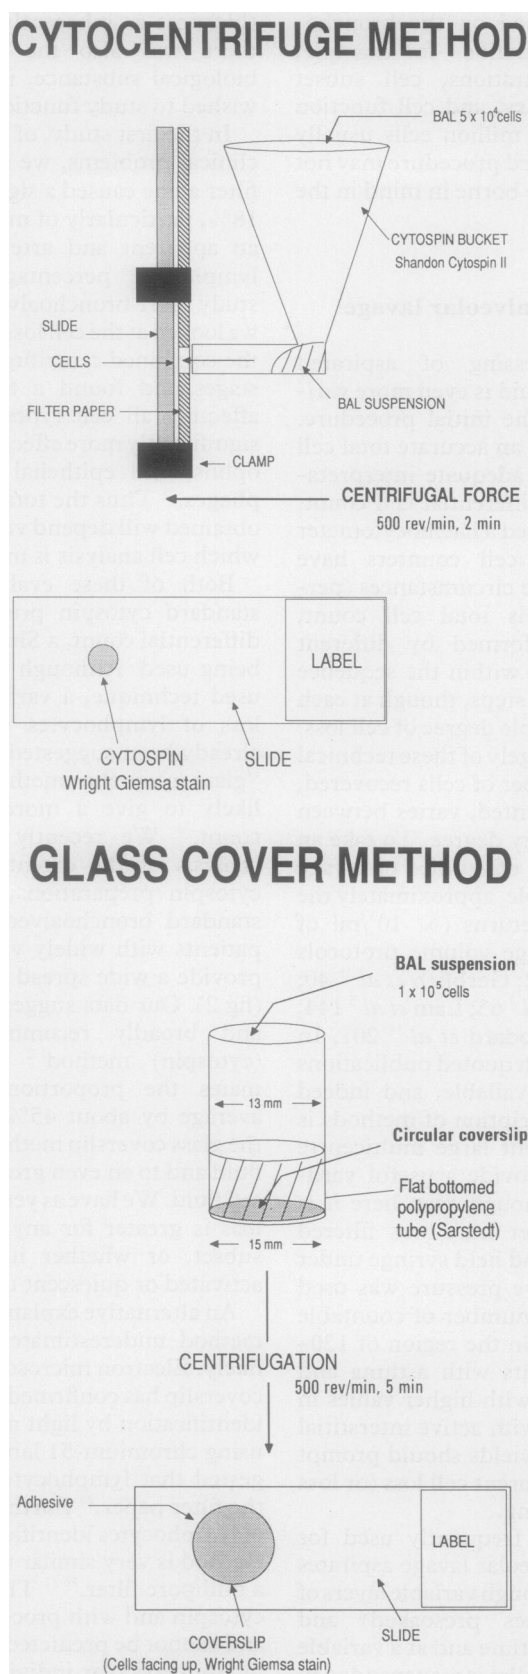 CYTOCENTRIFUGE METHOD
BAL 5 x 10⁴cells
CYTOSPIN BUCKET
Shandon Cytospin II
SLIDE
CELLS
FILTER PAPER
BAL SUSPENSION
CLAMP
CENTRIFUGAL FORCE
500 rev/min, 2 min
LABEL
CYTOSPIN
Wright Giemsa stain
SLIDE
GLASS COVER METHOD
BAL suspension
1 x 10⁵cells
13 mm
Circular coverslip
Flat bottomed
polypropylene
tube (Sarstedt)
15 mm
CENTRIFUGATION
500 rev/min, 5 min
Adhesive
LABEL
SLIDE
COVERSLIP
(Cells facing up, Wright Giemsa stain)